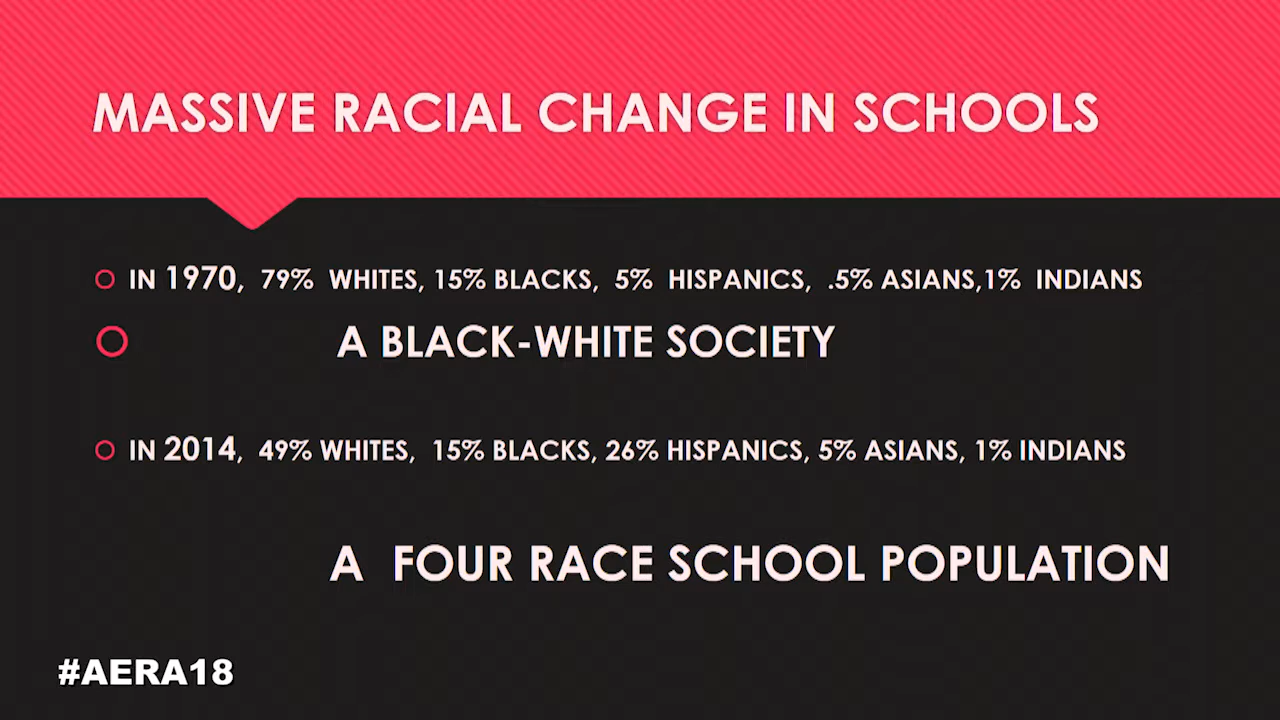 MASSIVE RACIAL CHANGE IN SCHOOLS
IN 1970, 79% WHITES, 15% BLACKS, 5% HISPANICS, .5% ASIANS,1% INDIANS
A BLACK-WHITE SOCIETY
IN 2014, 49% WHITES, 15% BLACKS, 26% HISPANICS, 5% ASIANS, 1% INDIANS
A FOUR RACE SCHOOL POPULATION
#AERA18